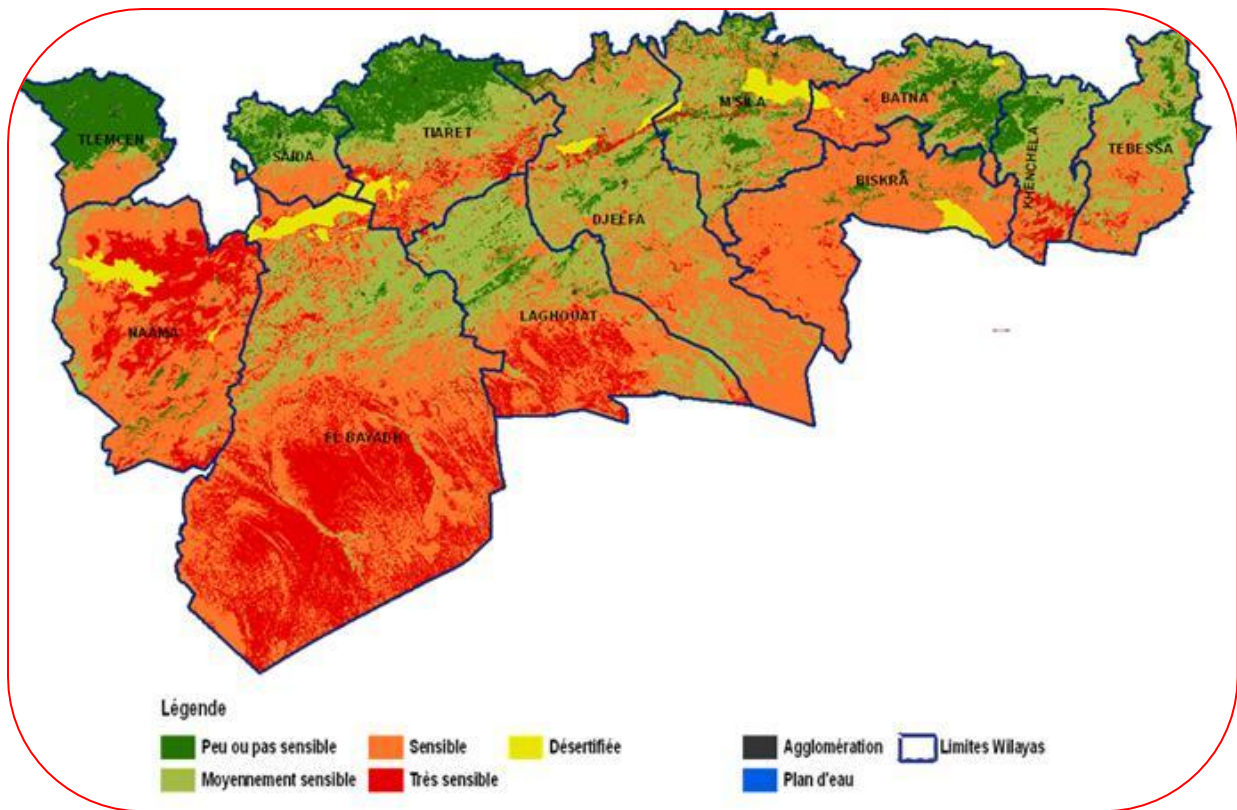 TLEMCEN
SAIDA
TIARET
M'SILA
BATNA
KHENCHELA
TEBESSA
BISKRA
DJELFA
LAGHOUAT
NAAMA
EL BAYADH
Légende
Peu ou pas sensible
Sensible
Désertifiée
Agglomération
Limites Wilayas
Moyennement sensible
Très sensible
Plan d'eau